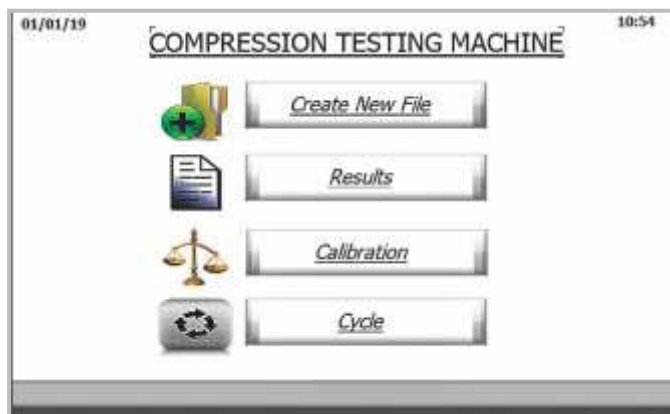 01/01/19
10:54
COMPRESSION TESTING MACHINE
Create New File
Results
Calibration
Cycle